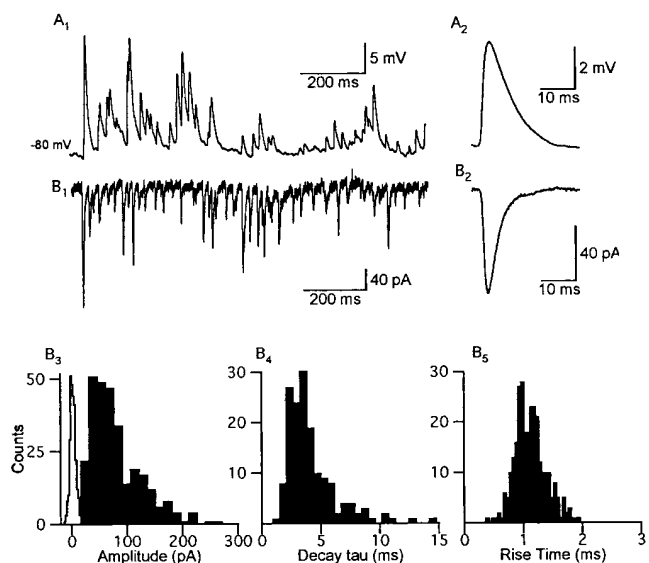 A1
5 mV
200 ms
-80 mV
A2
2 mV
10 ms
B1
40 pA
200 ms
B2
40 pA
10 ms
B3
50
25
0
Counts
0 100 200 300
Amplitude (pA)
B4
30
20
10
0 5 10 15
Decay tau (ms)
B5
30
20
10
0 1 2 3
Rise Time (ms)